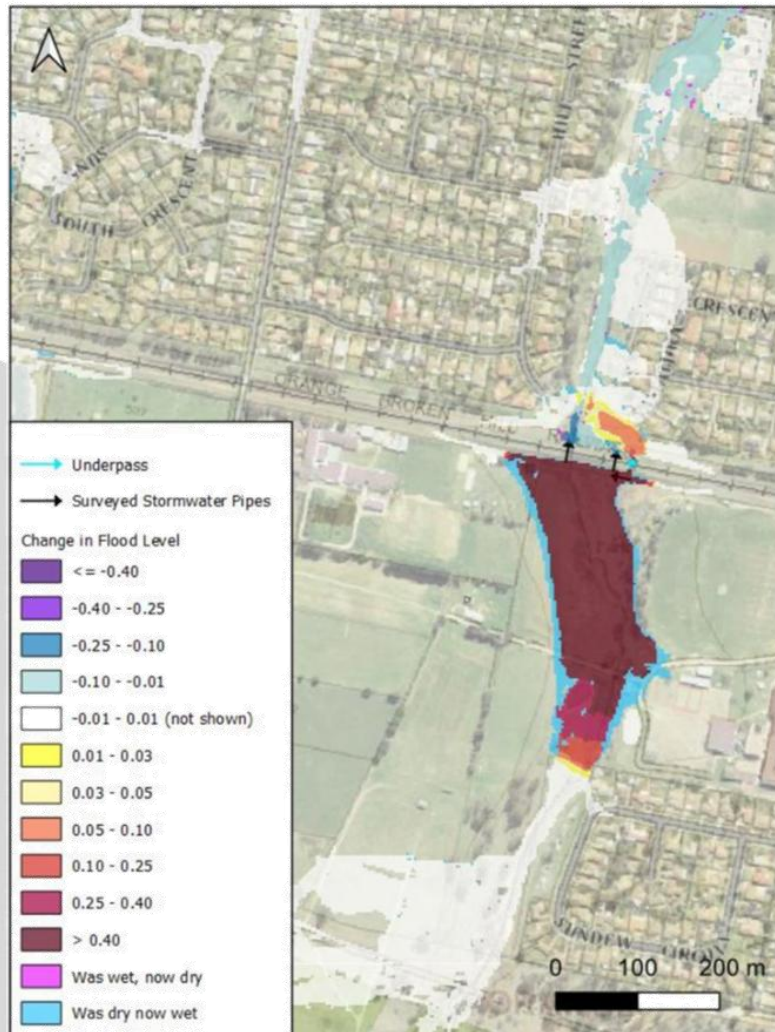 HILL STREET
SUNLANDS
SOUTH CRESCENT
CRESCENT
ORANGE BROKEN HILL
Underpass
Surveyed Stormwater Pipes
Change in Flood Level
<= -0.40
-0.40 - -0.25
-0.25 - -0.10
-0.10 - -0.01
-0.01 - 0.01 (not shown)
0.01 - 0.03
0.03 - 0.05
0.05 - 0.10
0.10 - 0.25
0.25 - 0.40
> 0.40
Was wet, now dry
Was dry now wet
SUNDEW CIRCUIT
0 100 200 m